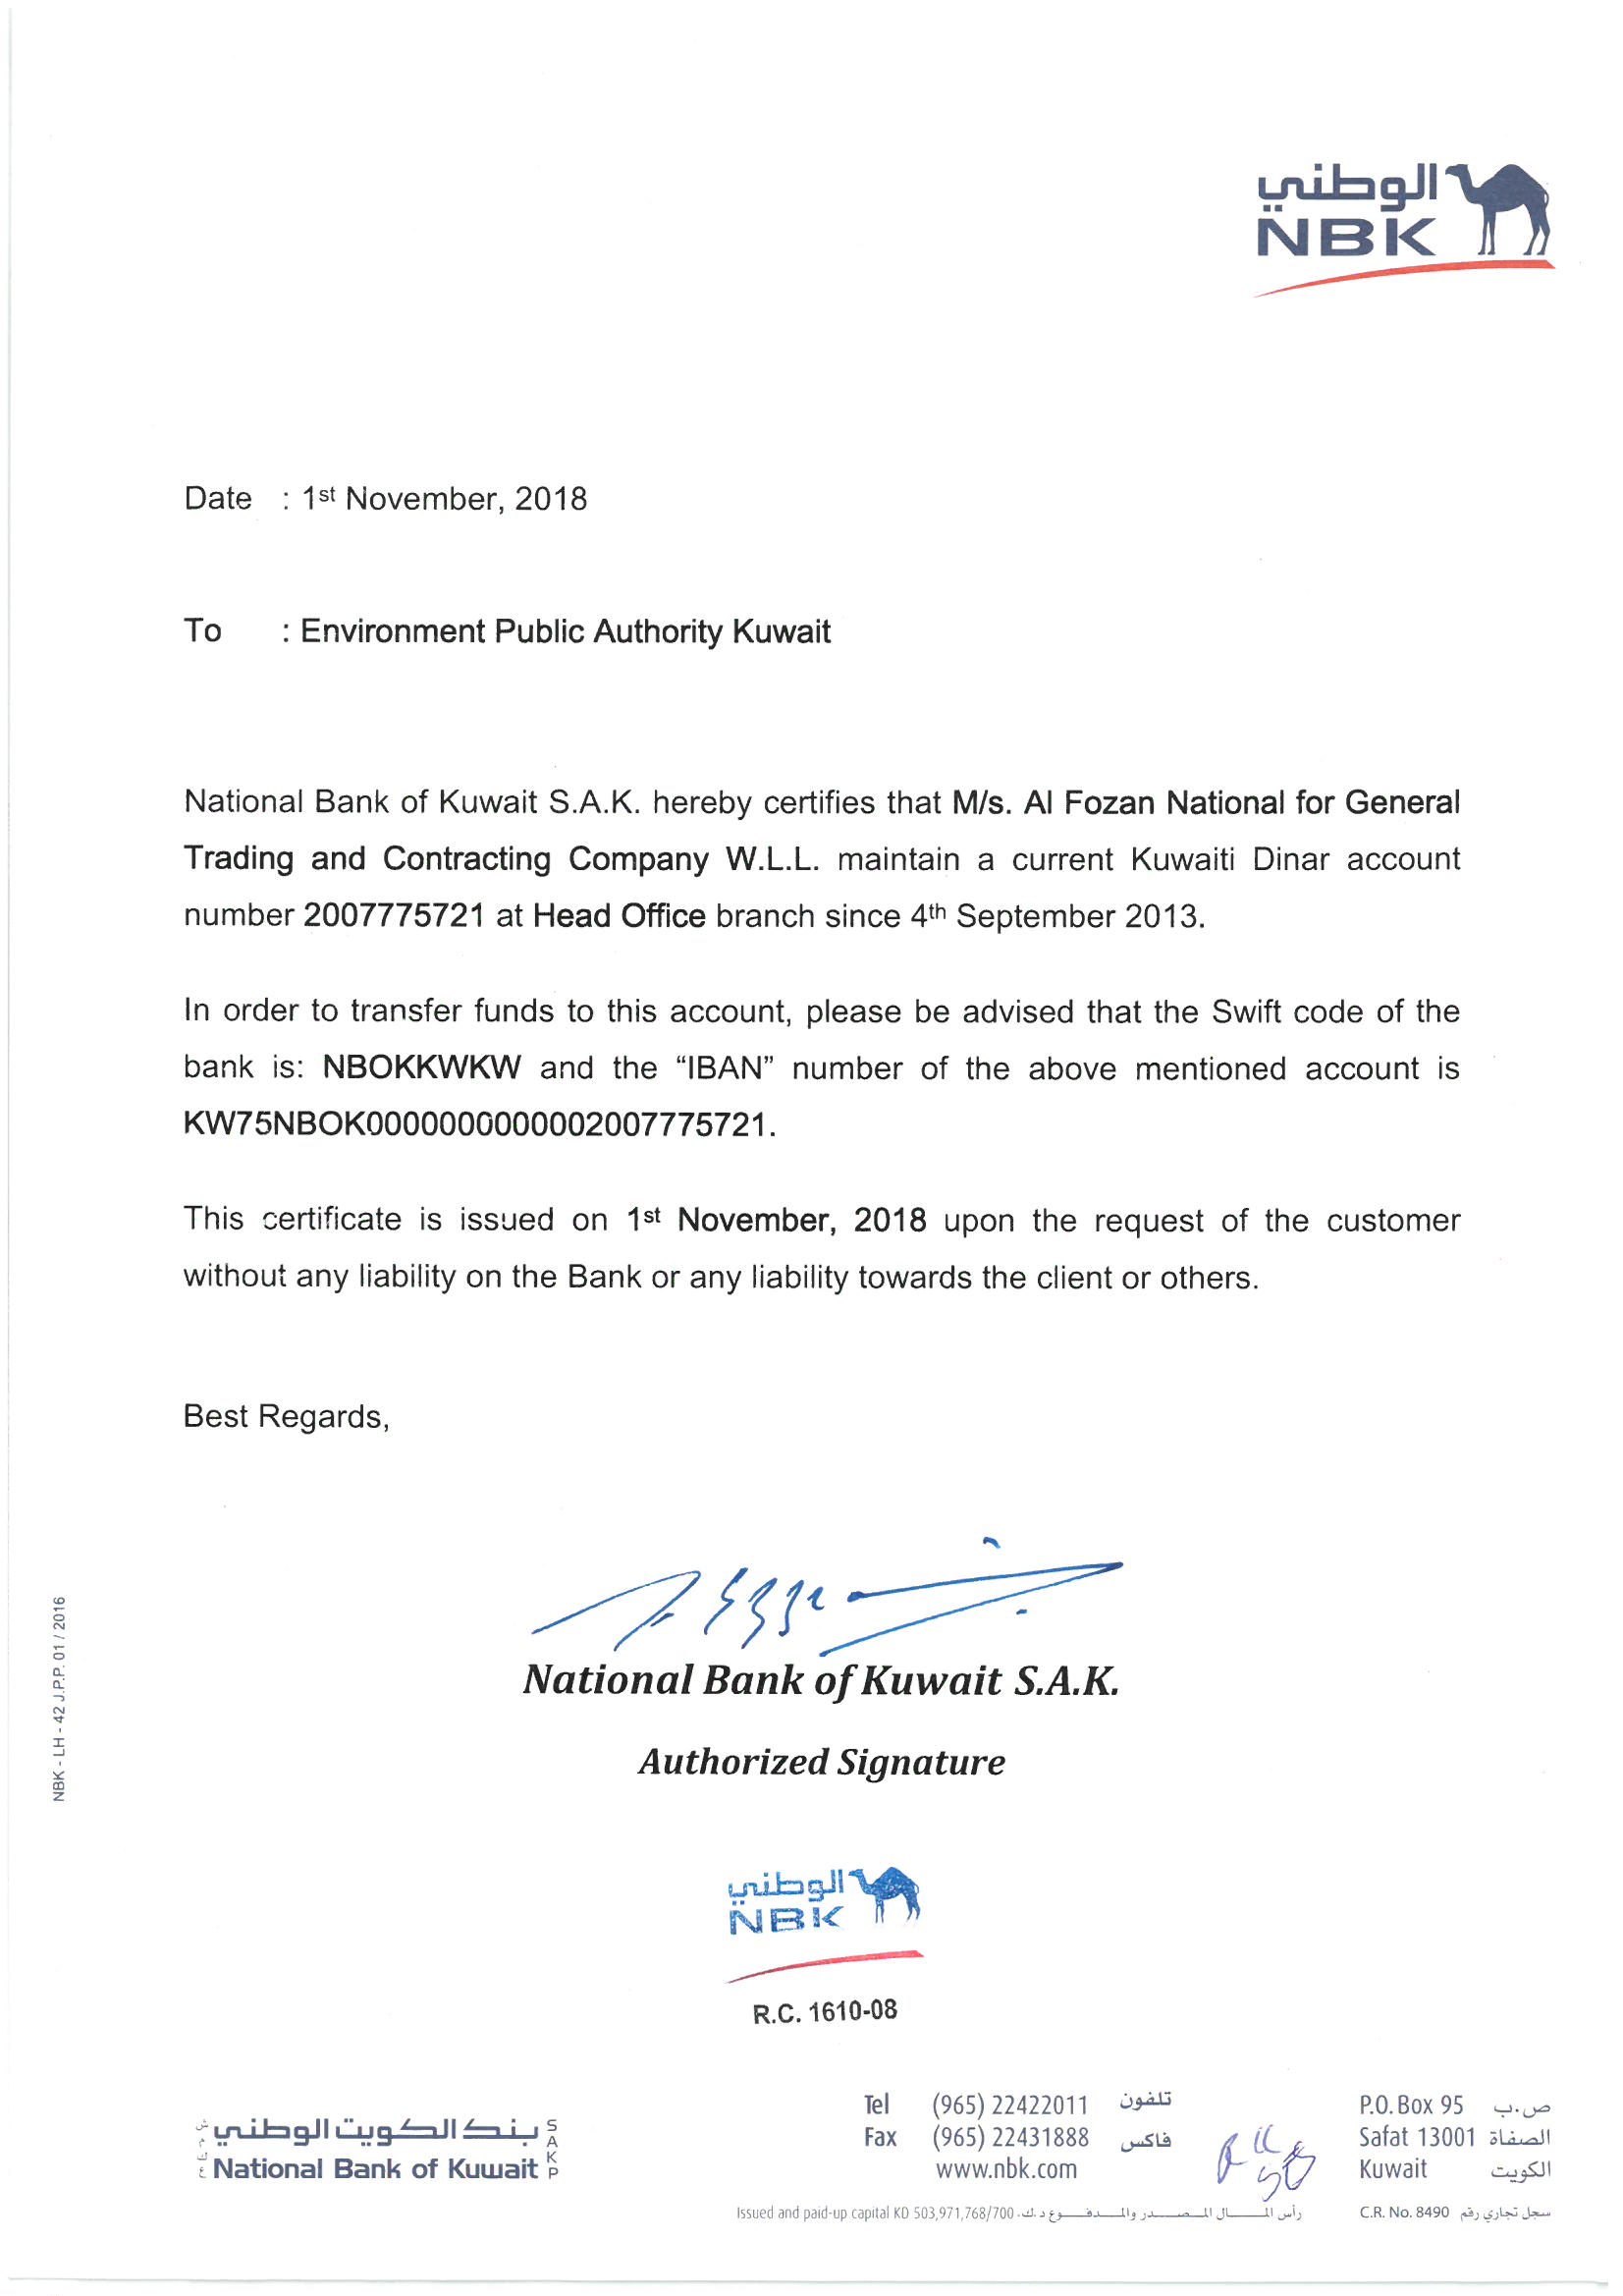 الوطني
NBK
Date : 1st November, 2018
To : Environment Public Authority Kuwait
National Bank of Kuwait S.A.K. hereby certifies that M/s. Al Fozan National for General
Trading and Contracting Company W.L.L. maintain a current Kuwaiti Dinar account
number 2007775721 at Head Office branch since 4th September 2013.
In order to transfer funds to this account, please be advised that the Swift code of the
bank is: NBOKKWKW and the “IBAN” number of the above mentioned account is
KW75NBOK0000000000002007775721.
This certificate is issued on 1st November, 2018 upon the request of the customer
without any liability on the Bank or any liability towards the client or others.
Best Regards,
National Bank of Kuwait S.A.K.
Authorized Signature
الوطني
NBK
R.C. 1610-08
NBK - LH - 42 J.P.P. 01 / 2016
بنك الكويت الوطني ش م ك ع
National Bank of Kuwait SAKP
Tel (965) 22422011 تلفون
Fax (965) 22431888 فاكس
www.nbk.com
P.O. Box 95 ص.ب
Safat 13001 الصفاة
Kuwait الكويت
Issued and paid-up capital KD 503,971,768/700 رأس المال المصدر والمدفوع د.ك.
C.R. No. 8490 سجل تجاري رقم